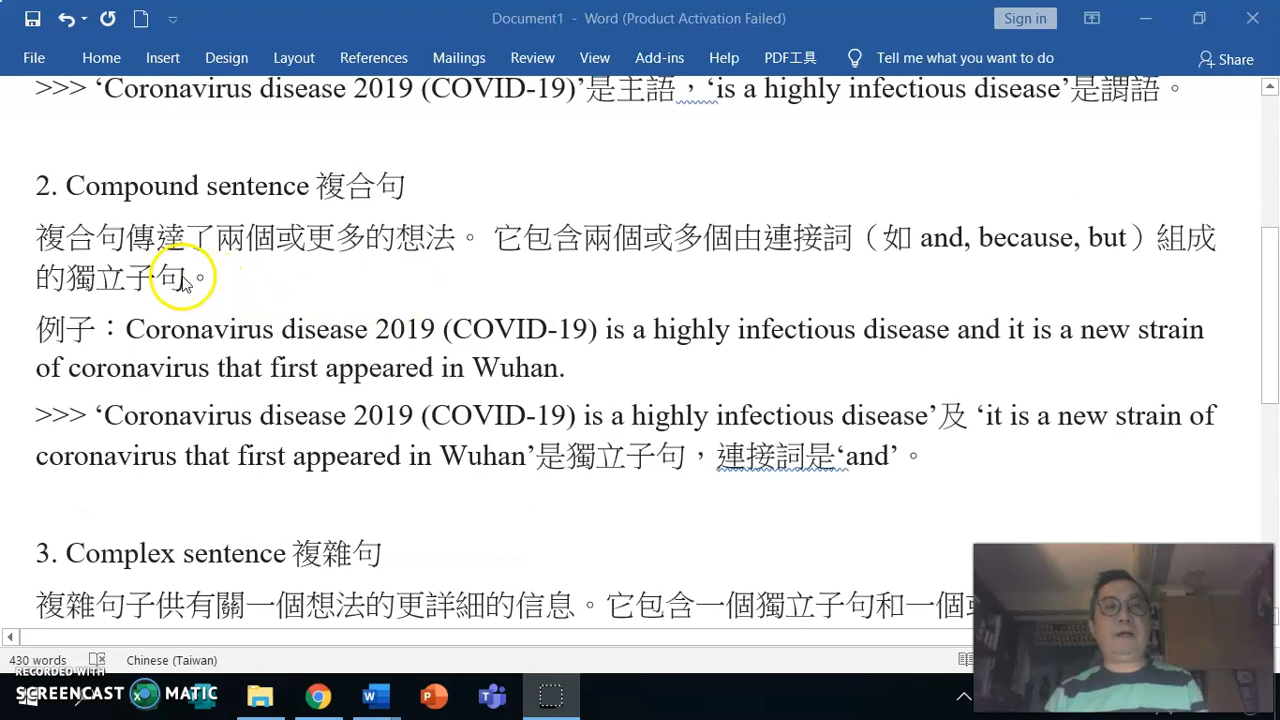 Document1 - Word (Product Activation Failed)
Sign in
File Home Insert Design Layout References Mailings Review View Add-ins Help PDF工具 Tell me what you want to do Share
>>> ‘Coronavirus disease 2019 (COVID-19)’是主語，‘is a highly infectious disease’是謂語。
2. Compound sentence 複合句
複合句傳達了兩個或更多的想法。 它包含兩個或多個由連接詞（如 and, because, but）組成
的獨立子句。
例子：Coronavirus disease 2019 (COVID-19) is a highly infectious disease and it is a new strain
of coronavirus that first appeared in Wuhan.
>>> ‘Coronavirus disease 2019 (COVID-19) is a highly infectious disease’及 ‘it is a new strain of
coronavirus that first appeared in Wuhan’是獨立子句，連接詞是‘and’。
3. Complex sentence 複雜句
複雜句子供有關一個想法的更詳細的信息。它包含一個獨立子句和一個
430 words Chinese (Taiwan)
RECORDED WITH
SCREENCAST MATIC